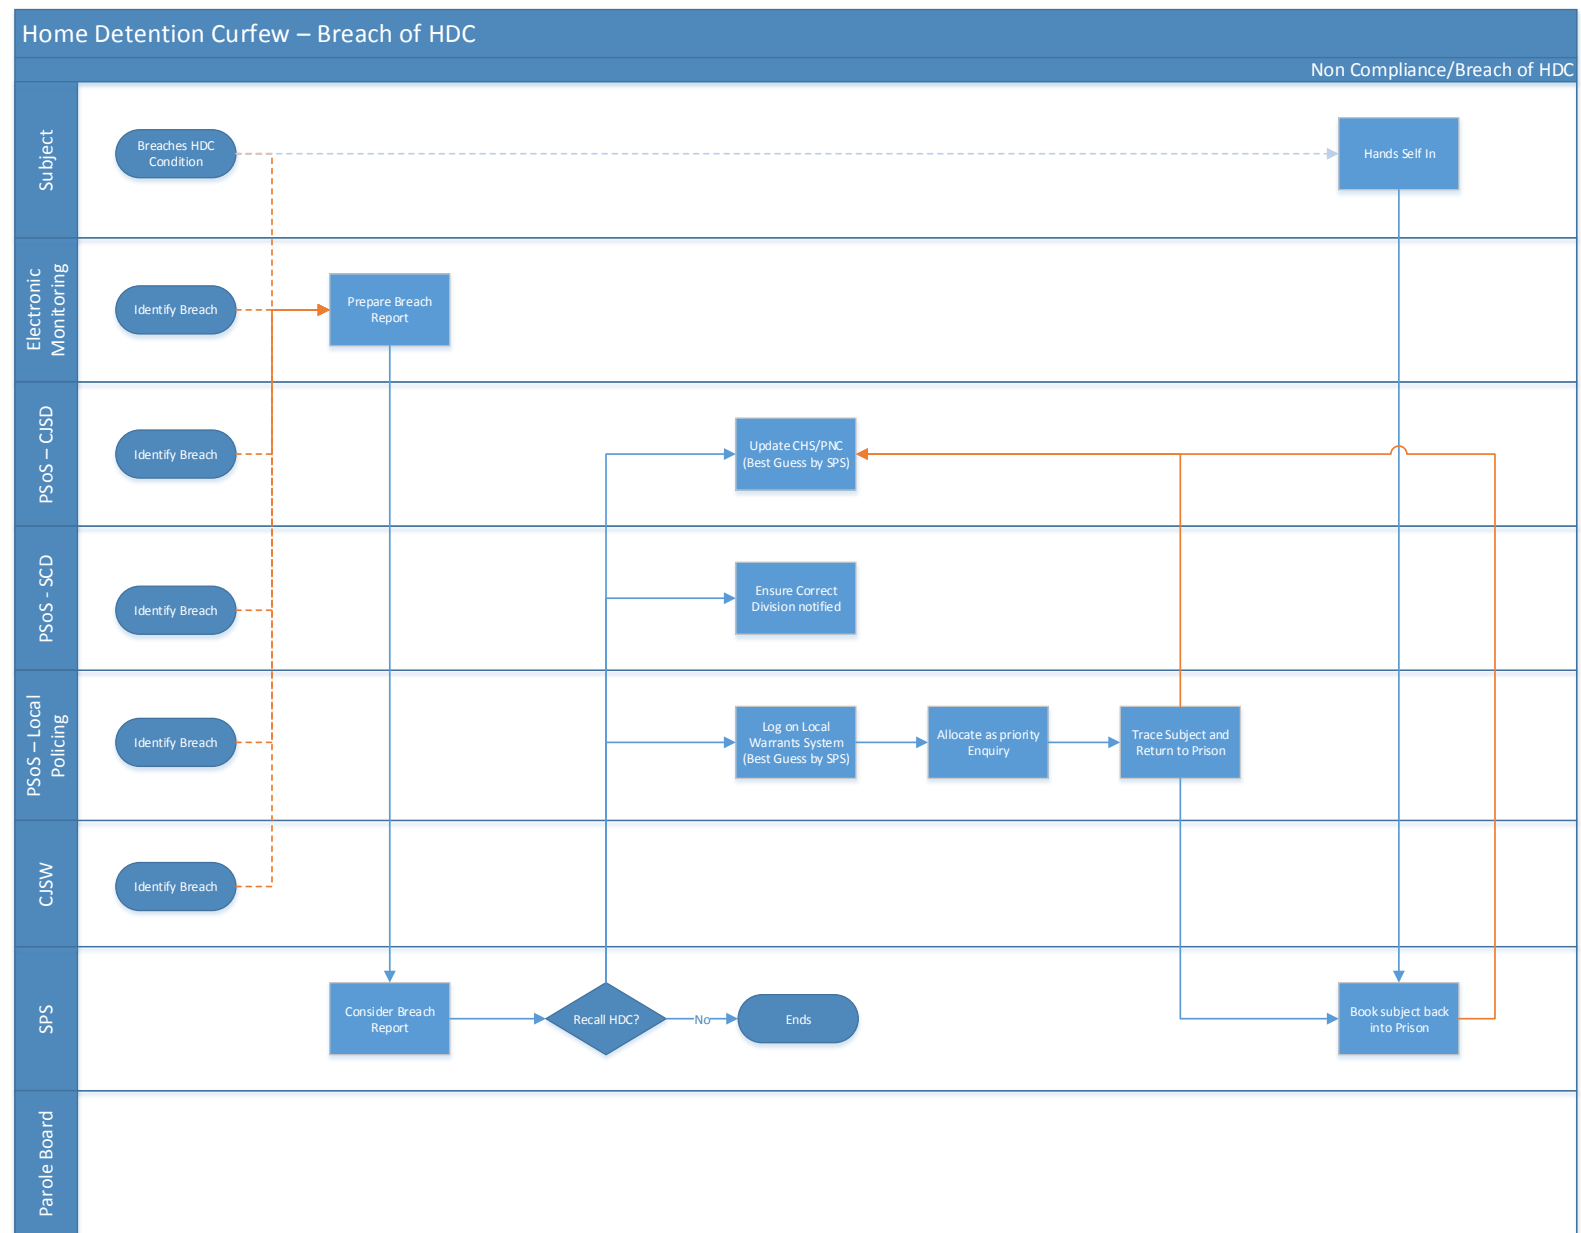 Home Detention Curfew – Breach of HDC
Non Compliance/Breach of HDC
Subject
Breaches HDC
Condition
Hands Self In
Electronic
Monitoring
Identify Breach
Prepare Breach
Report
PSoS – CJSD
Identify Breach
Update CHS/PNC
(Best Guess by SPS)
PSoS - SCD
Identify Breach
Ensure Correct
Division notified
PSoS – Local
Policing
Identify Breach
Log on Local
Warrants System
(Best Guess by SPS)
Allocate as priority
Enquiry
Trace Subject and
Return to Prison
CJSW
Identify Breach
SPS
Consider Breach
Report
Recall HDC?
No
Ends
Book subject back
into Prison
Parole Board